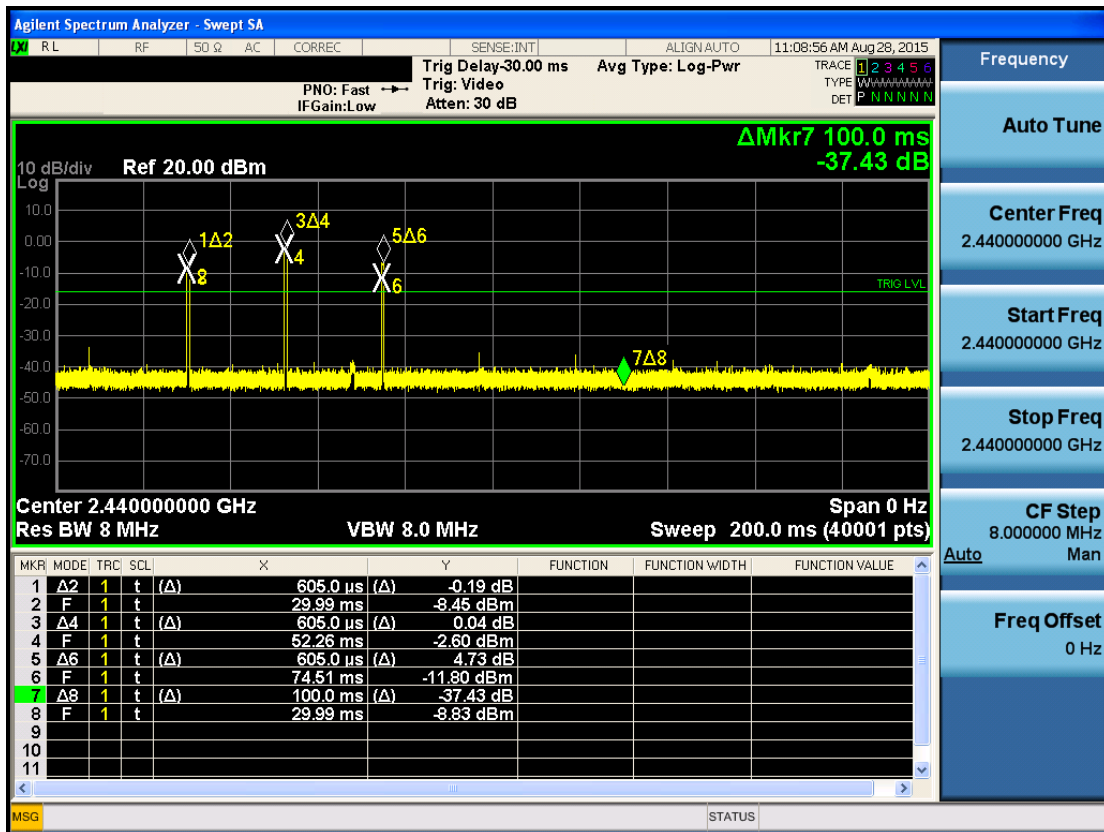 Agilent Spectrum Analyzer - Swept SA
LXI RL RF 50 Ω AC CORREC SENSE:INT ALIGN AUTO 11:08:56 AM Aug 28, 2015
Trig Delay-30.00 ms Avg Type: Log-Pwr TRACE 1 2 3 4 5 6
PNO: Fast Trig: Video TYPE WWWWWW
IFGain:Low Atten: 30 dB DET P N N N N N
ΔMkr7 100.0 ms
-37.43 dB
10 dB/div Ref 20.00 dBm
Log
10.0
0.00
-10.0
-20.0
-30.0
-40.0
-50.0
-60.0
-70.0
1Δ2
8
3Δ4
4
5Δ6
6
7Δ8
TRIG LVL
Center 2.440000000 GHz Span 0 Hz
Res BW 8 MHz VBW 8.0 MHz Sweep 200.0 ms (40001 pts)
MKR MODE TRC SCL X Y FUNCTION FUNCTION WIDTH FUNCTION VALUE
1 Δ2 1 t (Δ) 605.0 µs (Δ) -0.19 dB
2 F 1 t 29.99 ms -8.45 dBm
3 Δ4 1 t (Δ) 605.0 µs (Δ) 0.04 dB
4 F 1 t 52.26 ms -2.60 dBm
5 Δ6 1 t (Δ) 605.0 µs (Δ) 4.73 dB
6 F 1 t 74.51 ms -11.80 dBm
7 Δ8 1 t (Δ) 100.0 ms (Δ) -37.43 dB
8 F 1 t 29.99 ms -8.83 dBm
9
10
11
MSG STATUS
Frequency
Auto Tune
Center Freq
2.440000000 GHz
Start Freq
2.440000000 GHz
Stop Freq
2.440000000 GHz
CF Step
8.000000 MHz
Auto Man
Freq Offset
0 Hz